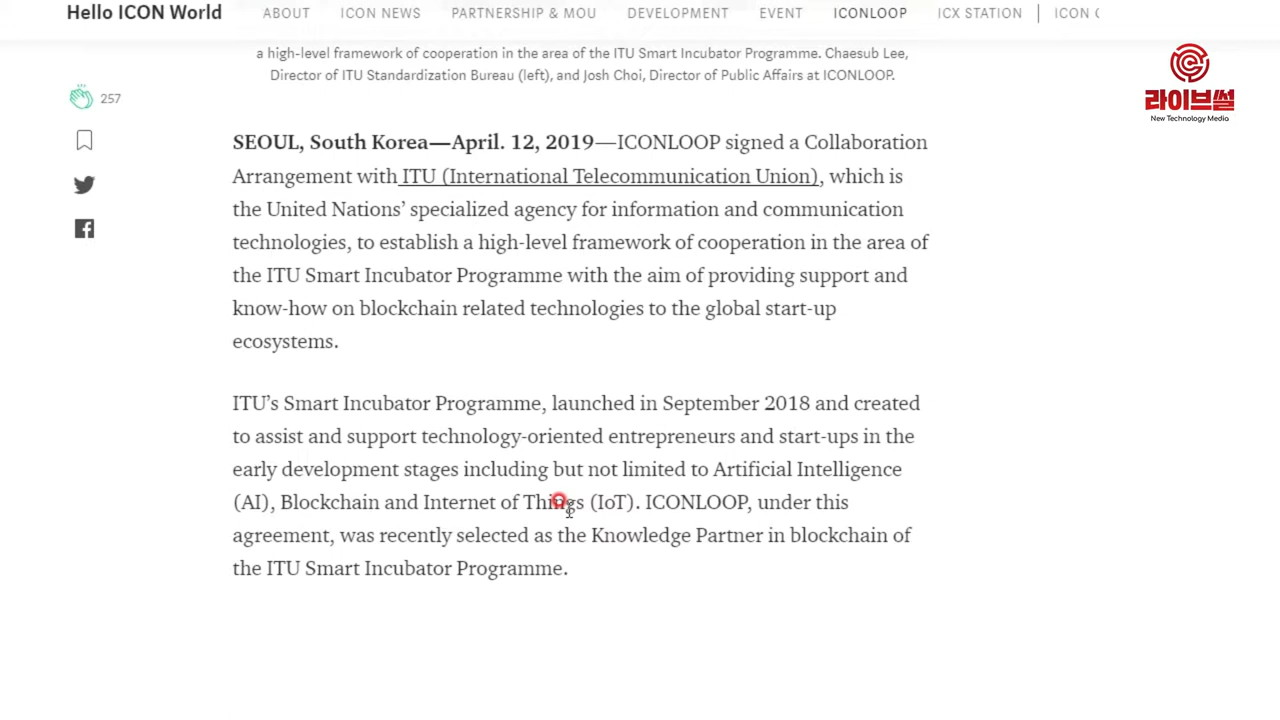 Hello ICON World
ABOUT ICON NEWS PARTNERSHIP & MOU DEVELOPMENT EVENT ICONLOOP ICX STATION | ICON
a high-level framework of cooperation in the area of the ITU Smart Incubator Programme. Chaesub Lee,
Director of ITU Standardization Bureau (left), and Josh Choi, Director of Public Affairs at ICONLOOP.
라이브썰
New Technology Media
257
SEOUL, South Korea—April. 12, 2019—ICONLOOP signed a Collaboration
Arrangement with ITU (International Telecommunication Union), which is
the United Nations’ specialized agency for information and communication
technologies, to establish a high-level framework of cooperation in the area of
the ITU Smart Incubator Programme with the aim of providing support and
know-how on blockchain related technologies to the global start-up
ecosystems.
ITU’s Smart Incubator Programme, launched in September 2018 and created
to assist and support technology-oriented entrepreneurs and start-ups in the
early development stages including but not limited to Artificial Intelligence
(AI), Blockchain and Internet of Things (IoT). ICONLOOP, under this
agreement, was recently selected as the Knowledge Partner in blockchain of
the ITU Smart Incubator Programme.